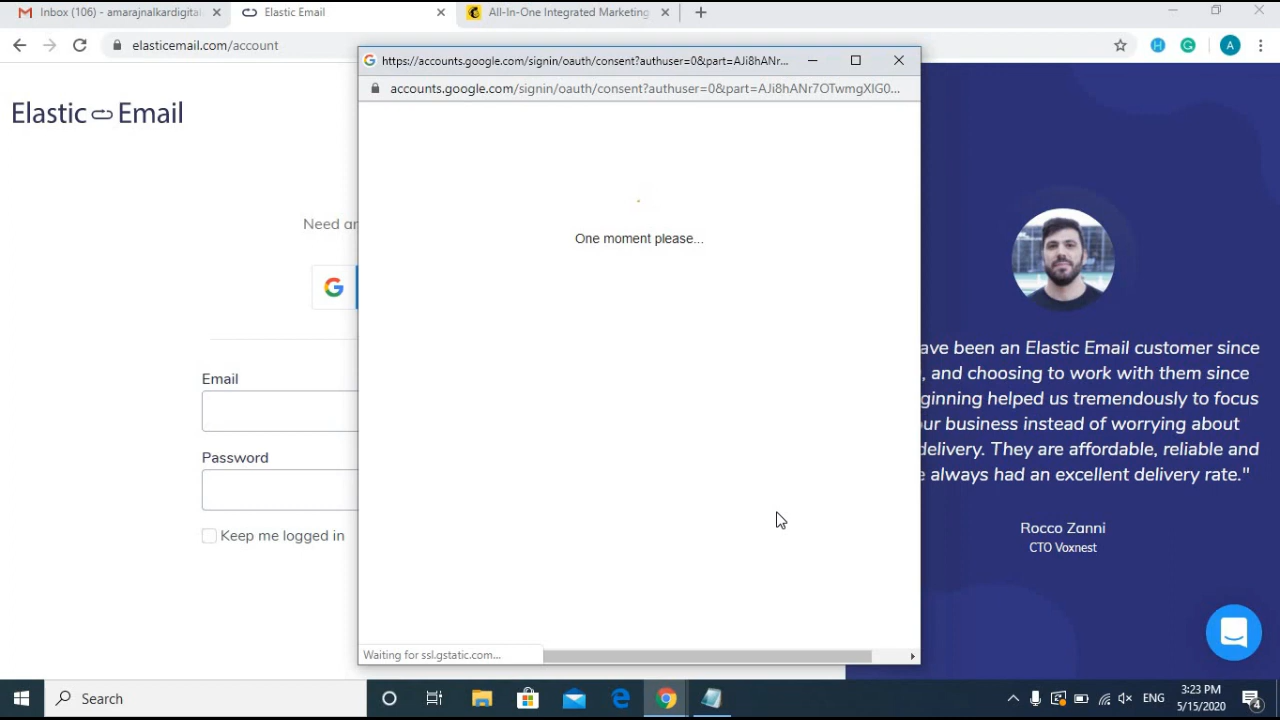 Inbox (106) - amarajnalkardigital
Elastic Email
All-In-One Integrated Marketing
elasticemail.com/account
A
https://accounts.google.com/signin/oauth/consent?authuser=0&part=AJi8hANr...
accounts.google.com/signin/oauth/consent?authuser=0&part=AJi8hANr7OTwmgXIG0...
Elastic Email
One moment please...
Need an
Email
Password
Keep me logged in
ave been an Elastic Email customer since
, and choosing to work with them since
ginning helped us tremendously to focus
ur business instead of worrying about
delivery. They are affordable, reliable and
e always had an excellent delivery rate."
Rocco Zanni
CTO Voxnest
Waiting for ssl.gstatic.com...
Search
ENG
3:23 PM
5/15/2020
4